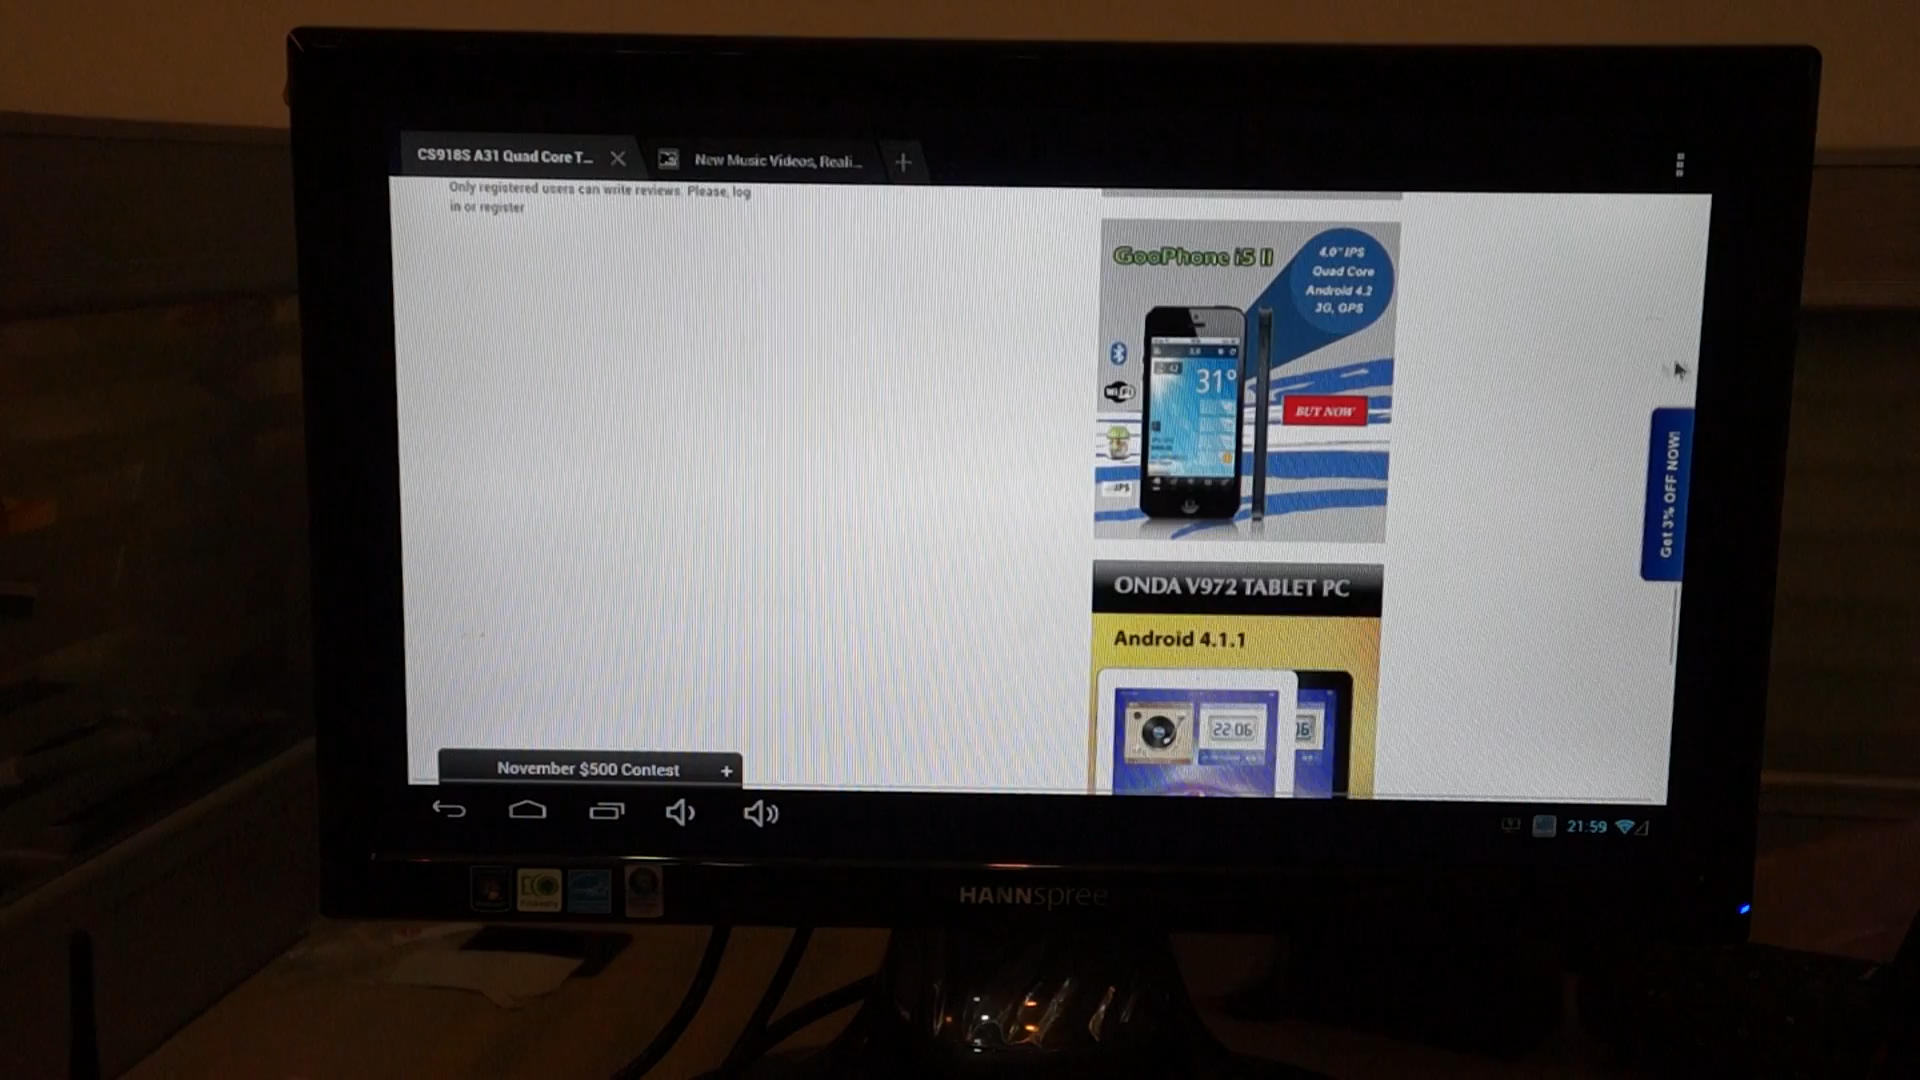 CS918S A31 Quad Core T...
New Music Videos, Reali...
Only registered users can write reviews. Please, log
in or register
GooPhone i5 II
4.0" IPS
Quad Core
Android 4.2
3G, GPS
WiFi
31°
BUY NOW
IPS
Get 3% OFF NOW!
ONDA V972 TABLET PC
Android 4.1.1
22:06
November $500 Contest
21:59
HANNspree